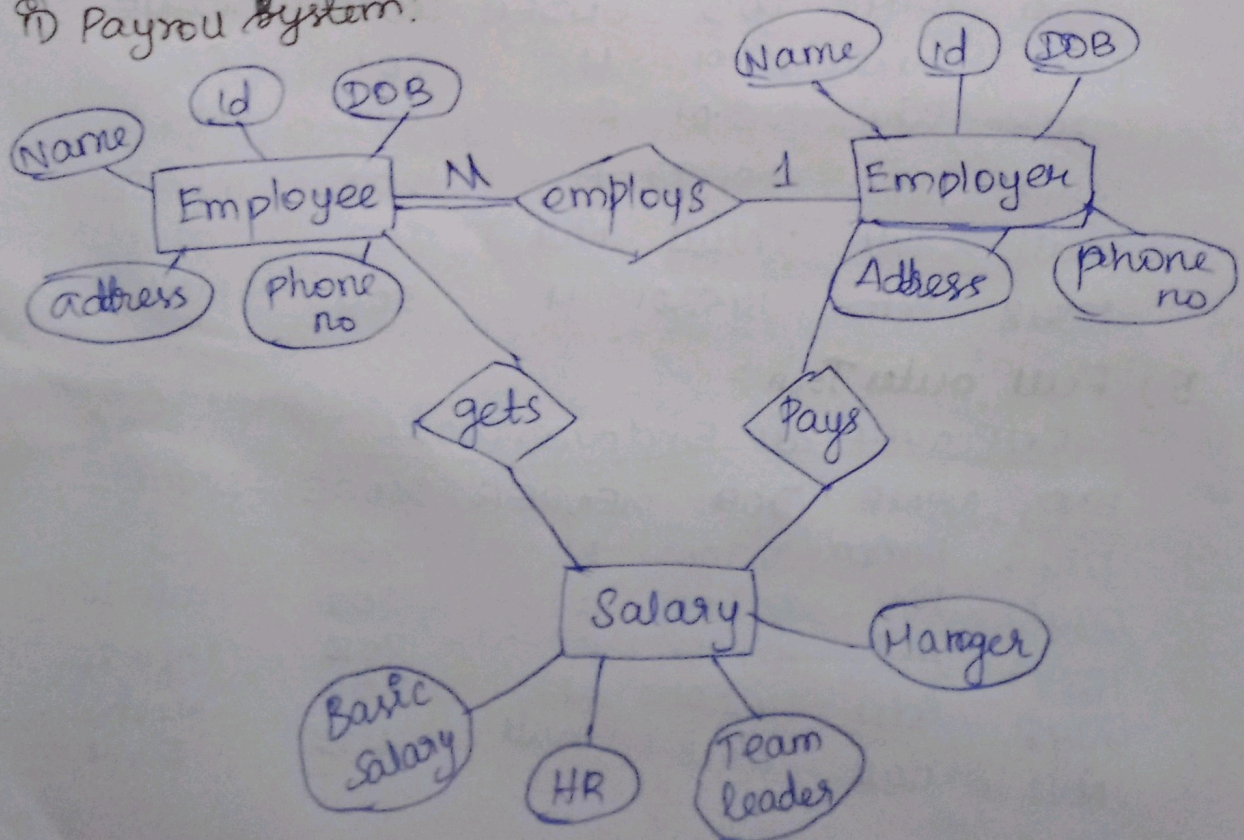 i) Payroll System.
Name
Id
DOB
Employee
address
phone
no
M
employs
1
Name
id
DOB
Employer
Address
phone
no
gets
Pays
Salary
Basic
Salary
HR
Team
leader
Manger